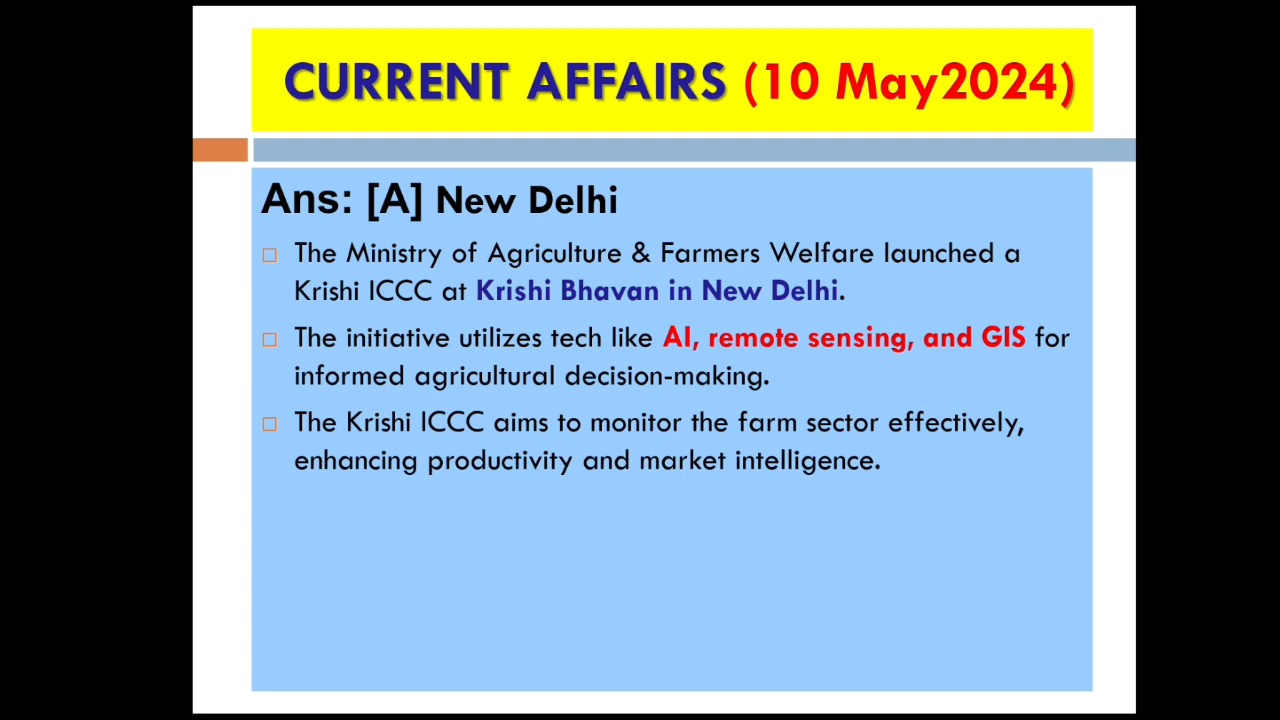 CURRENT AFFAIRS (10 May2024)
Ans: [A] New Delhi
The Ministry of Agriculture & Farmers Welfare launched a
Krishi ICCC at Krishi Bhavan in New Delhi.
The initiative utilizes tech like AI, remote sensing, and GIS for
informed agricultural decision-making.
The Krishi ICCC aims to monitor the farm sector effectively,
enhancing productivity and market intelligence.